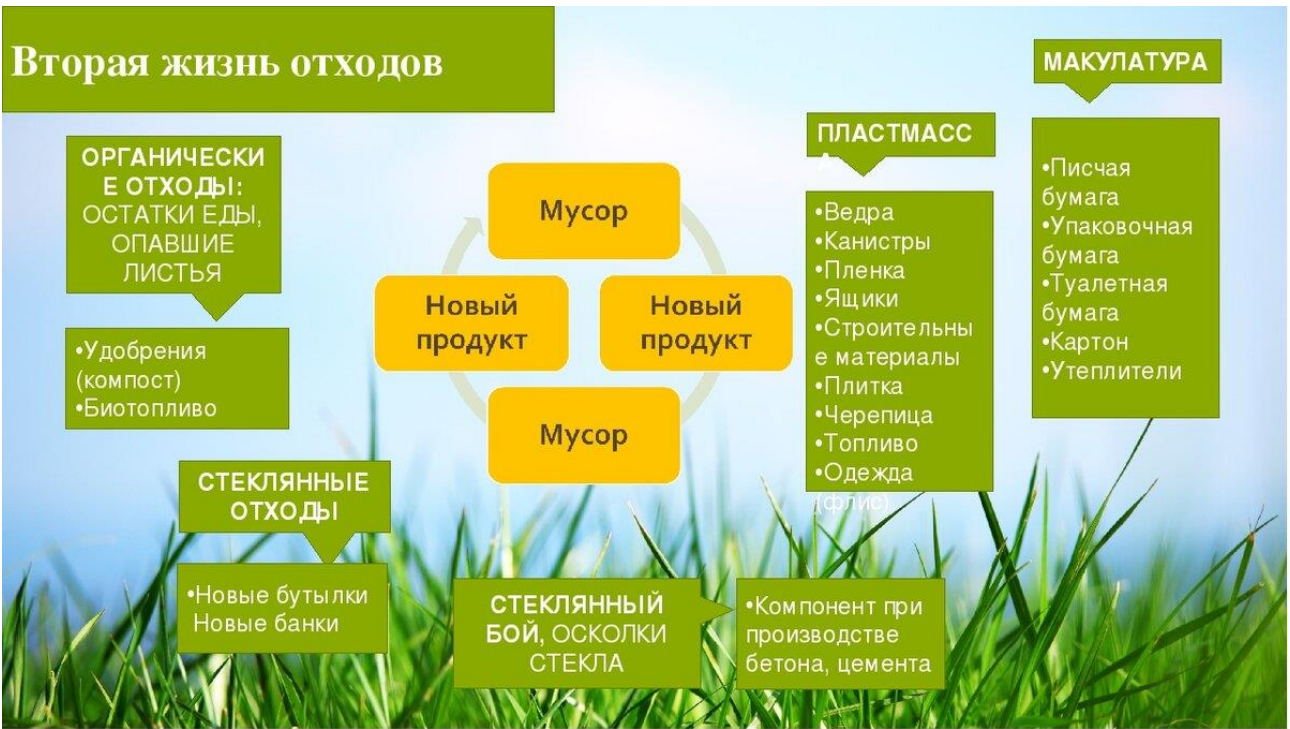 Вторая жизнь отходов
МАКУЛАТУРА
•Писчая
бумага
•Упаковочная
бумага
•Туалетная
бумага
•Картон
•Утеплители
ПЛАСТМАСС
А
•Ведра
•Канистры
•Пленка
•Ящики
•Строительны
е материалы
•Плитка
•Черепица
•Топливо
•Одежда
(флис)
ОРГАНИЧЕСКИ
Е ОТХОДЫ:
ОСТАТКИ ЕДЫ,
ОПАВШИЕ
ЛИСТЬЯ
•Удобрения
(компост)
•Биотопливо
Мусор
Новый
продукт
Новый
продукт
Мусор
СТЕКЛЯННЫЕ
ОТХОДЫ
•Новые бутылки
Новые банки
СТЕКЛЯННЫЙ
БОЙ, ОСКОЛКИ
СТЕКЛА
•Компонент при
производстве
бетона, цемента